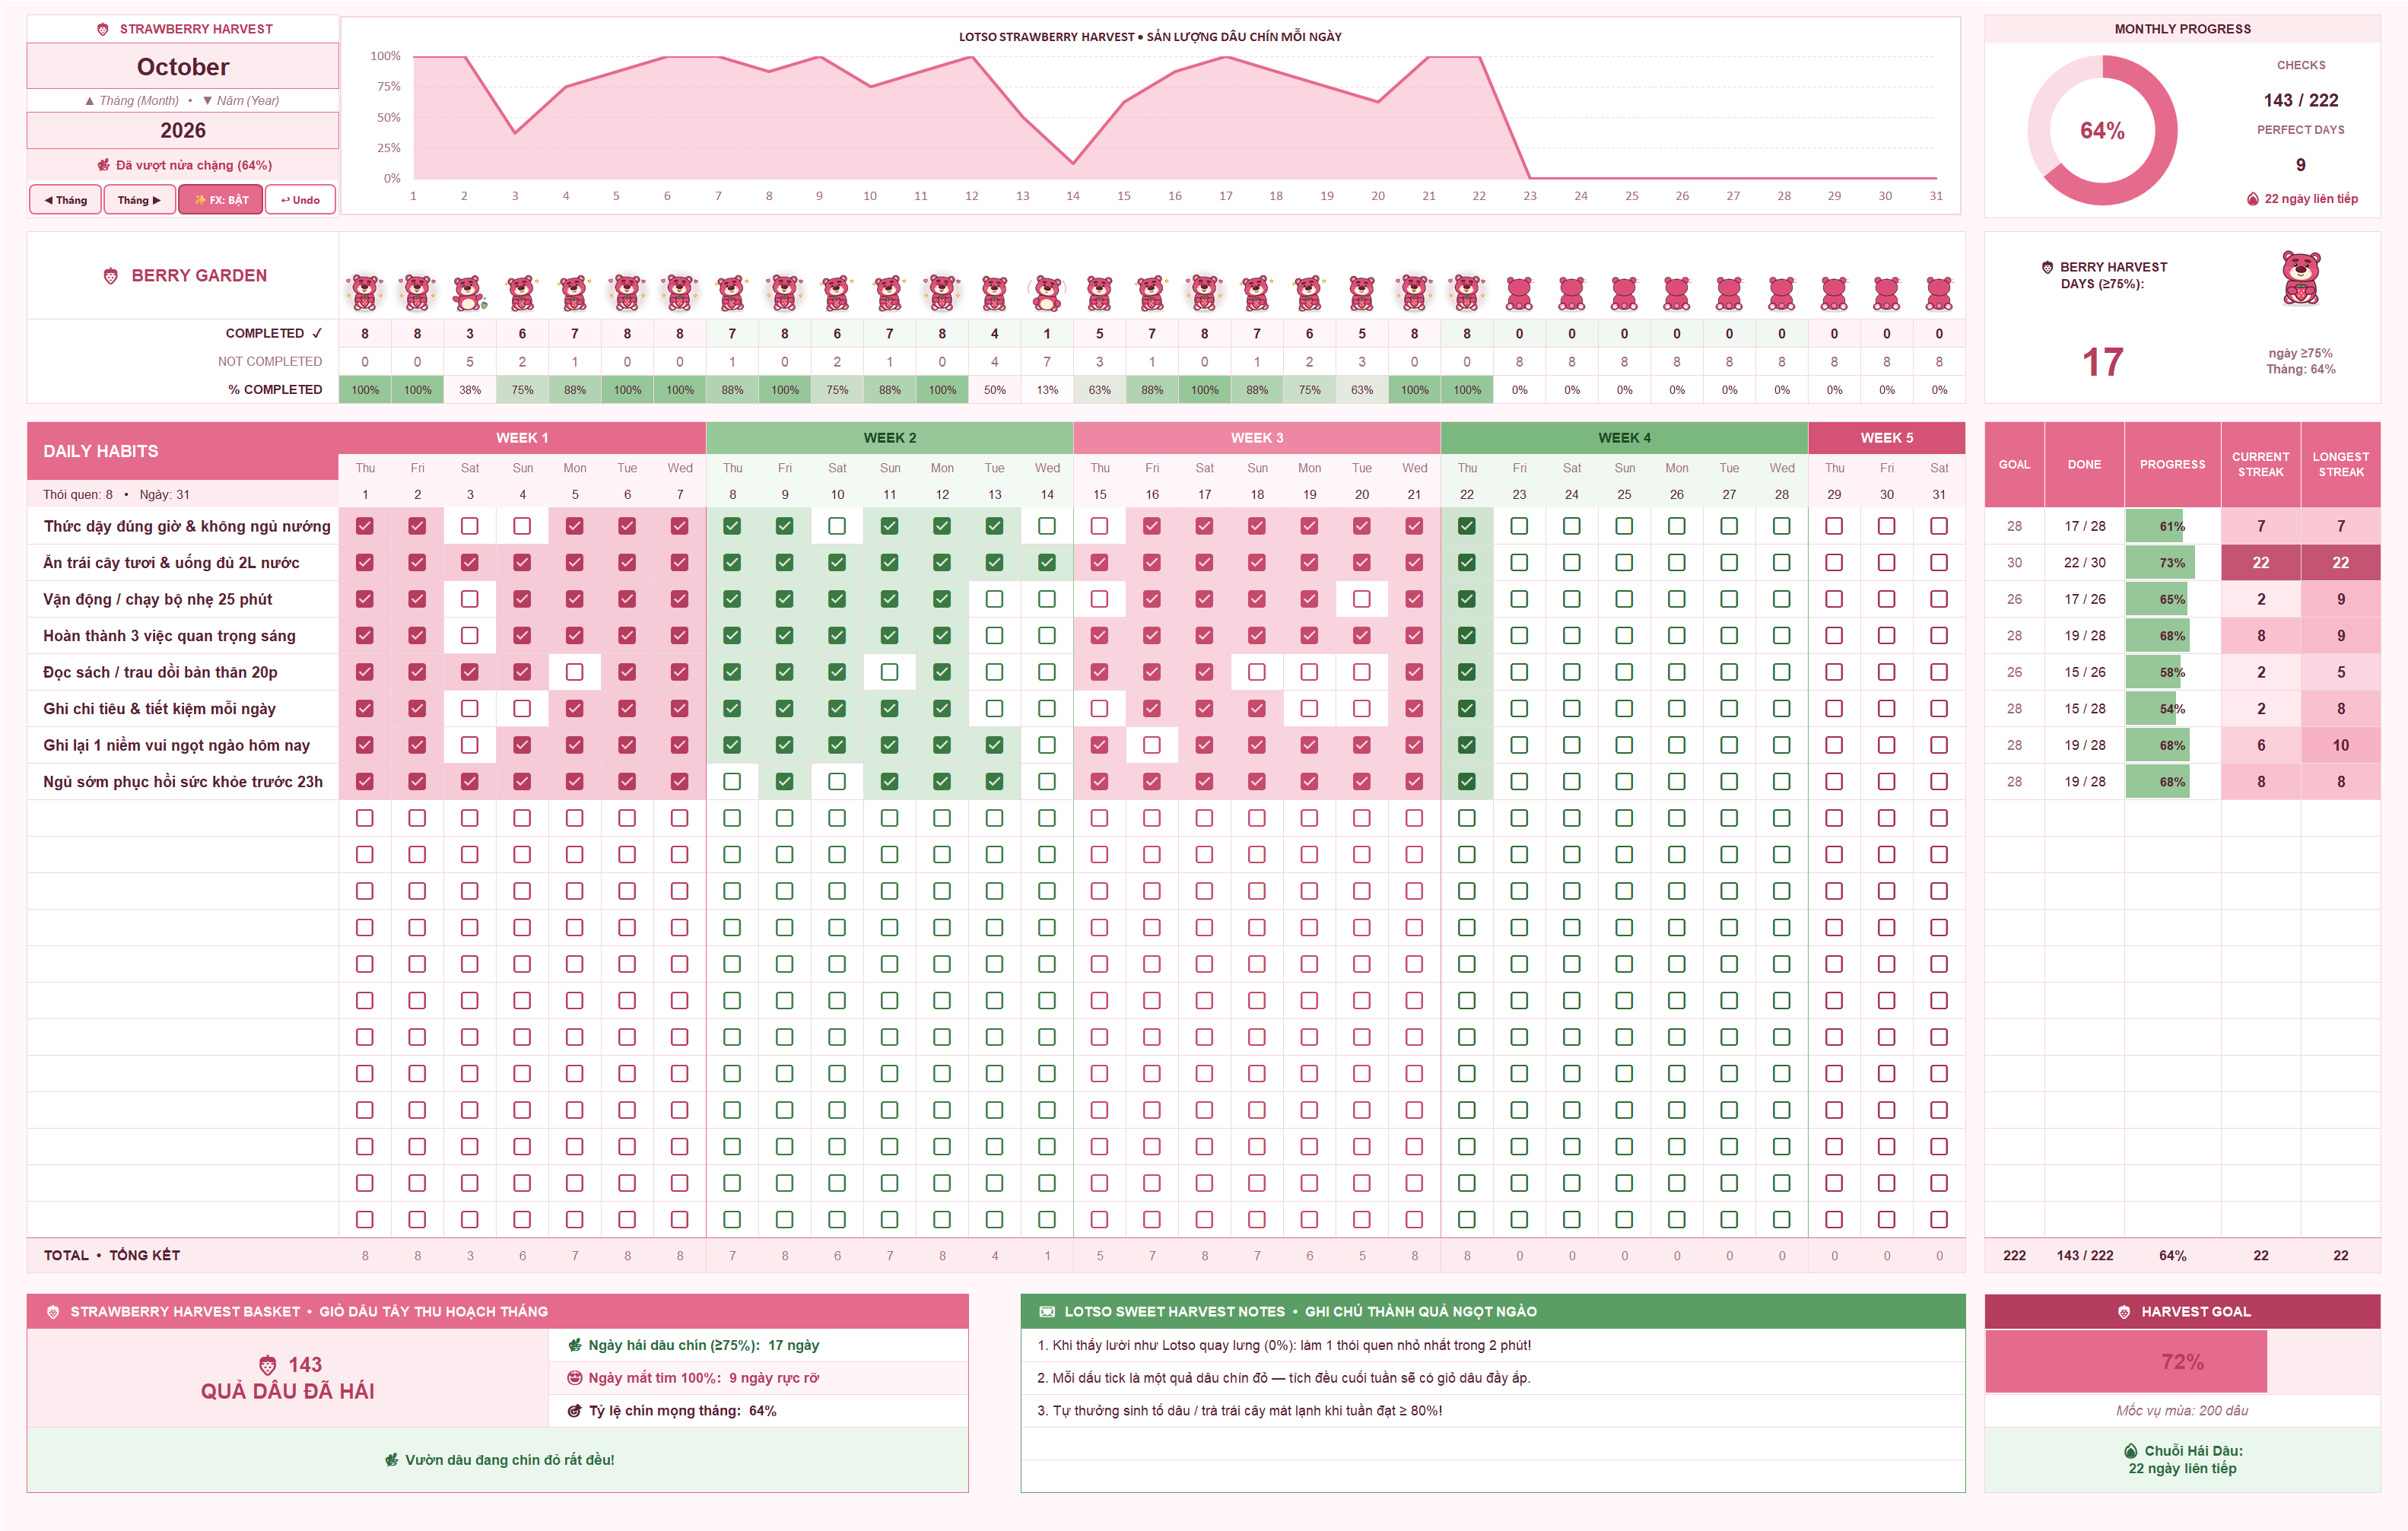 STRAWBERRY HARVEST
October
▲ Tháng (Month) • ▼ Năm (Year)
2026
Đã vượt nửa chặng (64%)
◀ Tháng Tháng ▶ ✨ FX: BẬT ↩ Undo
LOTSO STRAWBERRY HARVEST • SẢN LƯỢNG DÂU CHÍN MỖI NGÀY
100%
75%
50%
25%
0%
1 2 3 4 5 6 7 8 9 10 11 12 13 14 15 16 17 18 19 20 21 22 23 24 25 26 27 28 29 30 31
MONTHLY PROGRESS
64%
CHECKS
143 / 222
PERFECT DAYS
9
22 ngày liên tiếp
BERRY GARDEN
COMPLETED ✓ 8 8 3 6 7 8 8 7 8 6 7 8 4 1 5 7 8 7 6 5 8 8 0 0 0 0 0 0 0 0 0
NOT COMPLETED 0 0 5 2 1 0 0 1 0 2 1 0 4 7 3 1 0 1 2 3 0 0 8 8 8 8 8 8 8 8 8
% COMPLETED 100% 100% 38% 75% 88% 100% 100% 88% 100% 75% 88% 100% 50% 13% 63% 88% 100% 88% 75% 63% 100% 100% 0% 0% 0% 0% 0% 0% 0% 0% 0%
BERRY HARVEST
DAYS (≥75%):
17
ngày ≥75%
Tháng: 64%
DAILY HABITS WEEK 1 WEEK 2 WEEK 3 WEEK 4 WEEK 5
Thu Fri Sat Sun Mon Tue Wed Thu Fri Sat Sun Mon Tue Wed Thu Fri Sat Sun Mon Tue Wed Thu Fri Sat Sun Mon Tue Wed Thu Fri Sat
Thói quen: 8 • Ngày: 31 1 2 3 4 5 6 7 8 9 10 11 12 13 14 15 16 17 18 19 20 21 22 23 24 25 26 27 28 29 30 31
GOAL DONE PROGRESS CURRENT STREAK LONGEST STREAK
Thức dậy đúng giờ & không ngủ nướng 28 17 / 28 61% 7 7
Ăn trái cây tươi & uống đủ 2L nước 30 22 / 30 73% 22 22
Vận động / chạy bộ nhẹ 25 phút 26 17 / 26 65% 2 9
Hoàn thành 3 việc quan trọng sáng 28 19 / 28 68% 8 9
Đọc sách / trau dồi bản thân 20p 26 15 / 26 58% 2 5
Ghi chi tiêu & tiết kiệm mỗi ngày 28 15 / 28 54% 2 8
Ghi lại 1 niềm vui ngọt ngào hôm nay 28 19 / 28 68% 6 10
Ngủ sớm phục hồi sức khỏe trước 23h 28 19 / 28 68% 8 8
TOTAL • TỔNG KẾT 8 8 3 6 7 8 8 7 8 6 7 8 4 1 5 7 8 7 6 5 8 8 0 0 0 0 0 0 0 0 0 222 143 / 222 64% 22 22
STRAWBERRY HARVEST BASKET • GIỎ DÂU TÂY THU HOẠCH THÁNG
143
QUẢ DÂU ĐÃ HÁI
Ngày hái dâu chín (≥75%): 17 ngày
Ngày mắt tim 100%: 9 ngày rực rỡ
Tỷ lệ chín mọng tháng: 64%
Vườn dâu đang chín đỏ rất đều!
LOTSO SWEET HARVEST NOTES • GHI CHÚ THÀNH QUẢ NGỌT NGÀO
1. Khi thấy lười như Lotso quay lưng (0%): làm 1 thói quen nhỏ nhất trong 2 phút!
2. Mỗi dấu tick là một quả dâu chín đỏ — tích đều cuối tuần sẽ có giỏ dâu đầy ắp.
3. Tự thưởng sinh tố dâu / trà trái cây mát lạnh khi tuần đạt ≥ 80%!
HARVEST GOAL
72%
Mốc vụ mùa: 200 dâu
Chuỗi Hái Dâu:
22 ngày liên tiếp